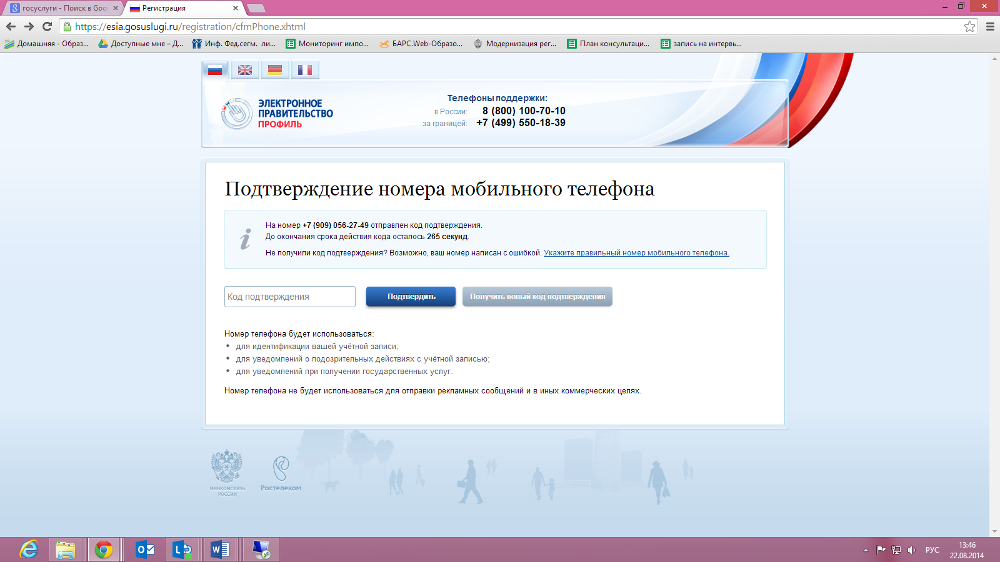 госуслуги - Поиск в Goo
Регистрация
https://esia.gosuslugi.ru/registration/cfmPhone.xhtml
Домашняя - Образ...
Доступные мне – Д...
Инф. Фед.сегм. ли...
Мониторинг импо...
БАРС.Web-Образо...
Модернизация рег...
План консультаци...
запись на интервь...
ЭЛЕКТРОННОЕ
ПРАВИТЕЛЬСТВО
ПРОФИЛЬ
Телефоны поддержки:
в России: 8 (800) 100-70-10
за границей: +7 (499) 550-18-39
Подтверждение номера мобильного телефона
На номер +7 (909) 056-27-49 отправлен код подтверждения.
До окончания срока действия кода осталось 265 секунд.
Не получили код подтверждения? Возможно, ваш номер написан с ошибкой. Укажите правильный номер мобильного телефона.
Код подтверждения
Подтвердить
Получить новый код подтверждения
Номер телефона будет использоваться:
• для идентификации вашей учётной записи;
• для уведомлений о подозрительных действиях с учётной записью;
• для уведомлений при получении государственных услуг.
Номер телефона не будет использоваться для отправки рекламных сообщений и в иных коммерческих целях.
МИНКОМСВЯЗЬ
РОССИИ
Ростелеком
РУС
13:46
22.08.2014